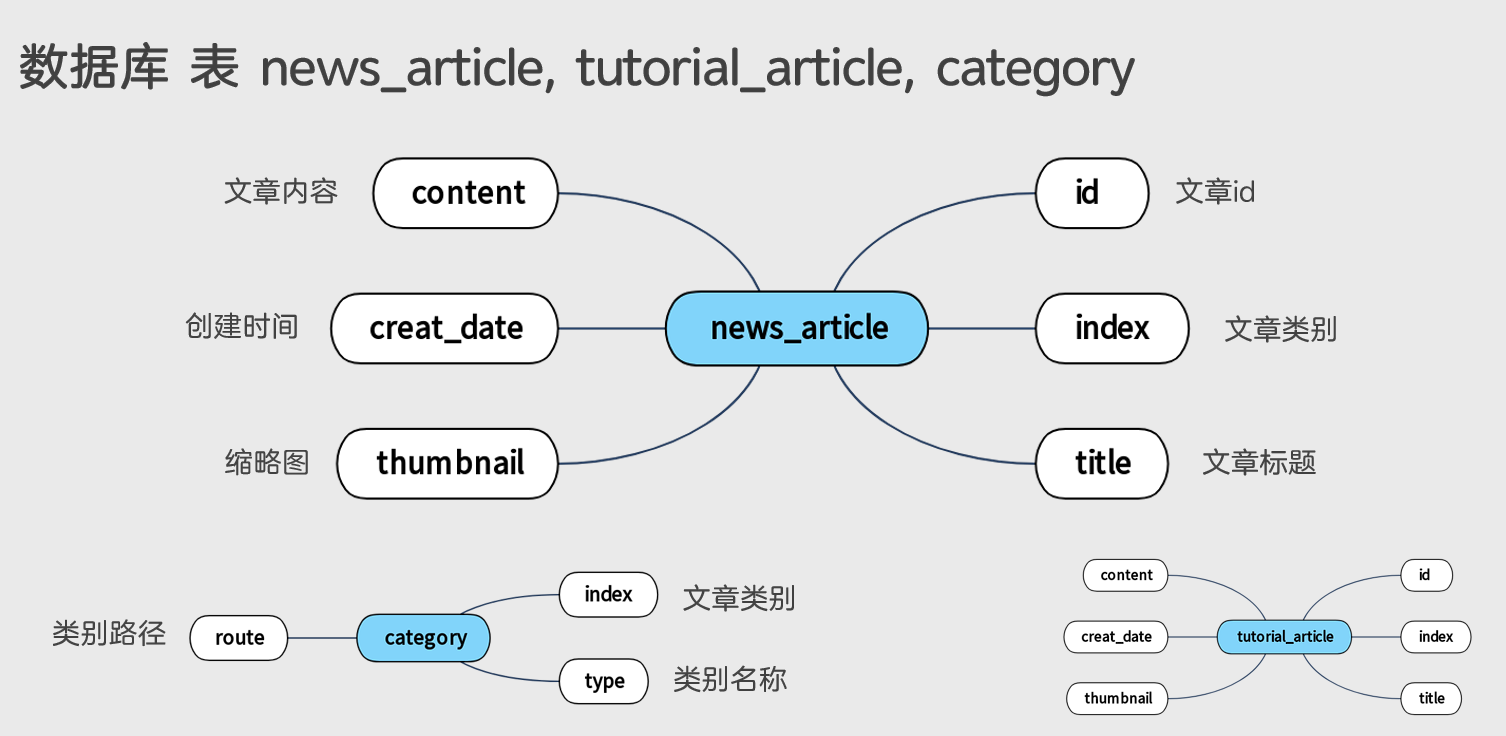 数据库 表 news_article, tutorial_article, category
文章内容 content
id 文章id
创建时间 creat_date
news_article
index 文章类别
缩略图 thumbnail
title 文章标题
类别路径 route
category
index 文章类别
type 类别名称
content
id
creat_date
tutorial_article
index
thumbnail
title